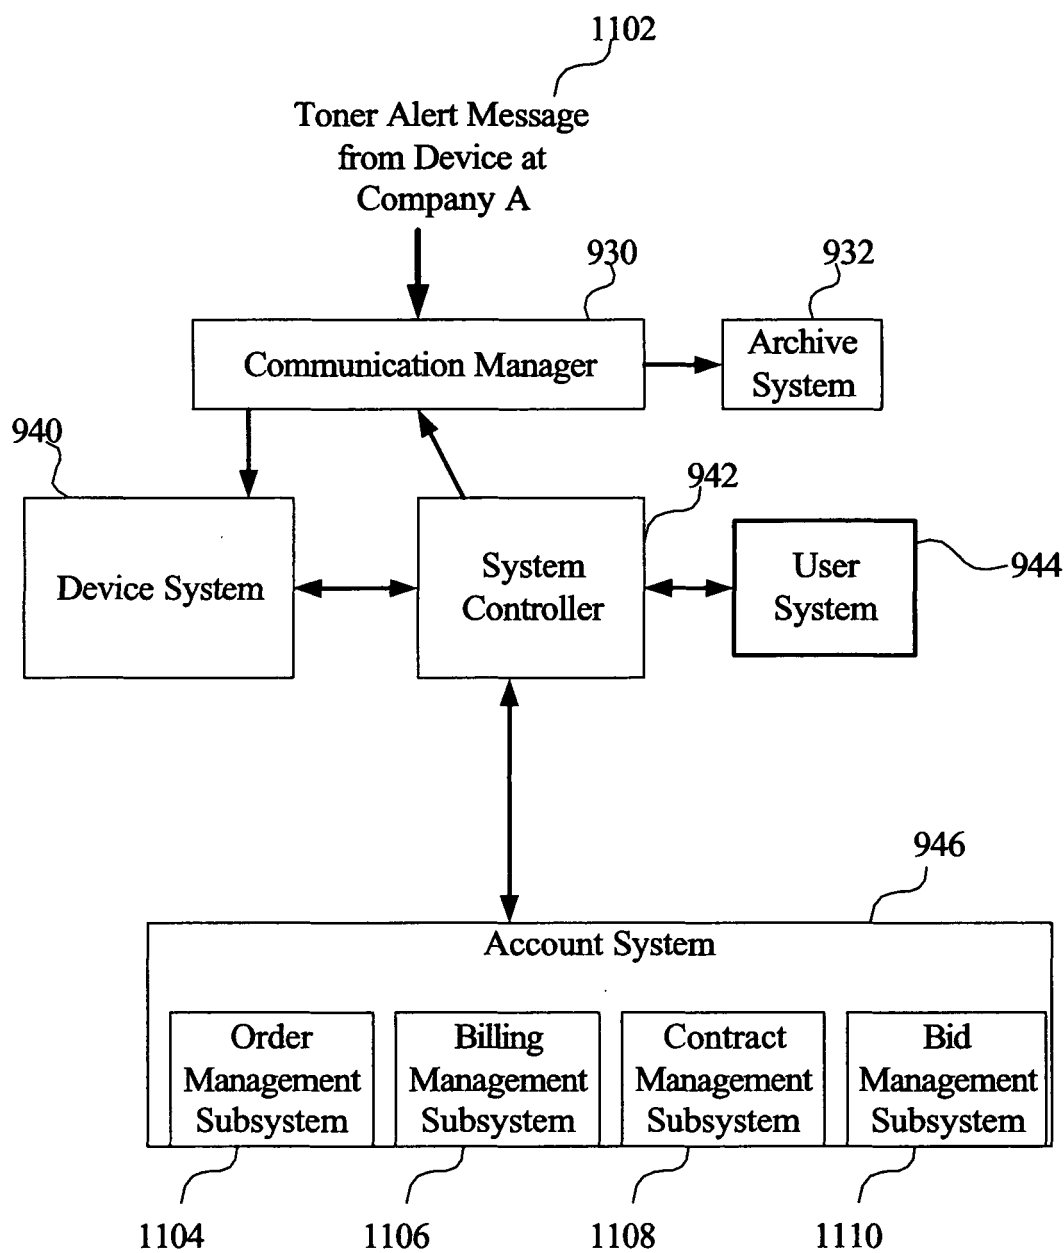 1102
Toner Alert Message
from Device at
Company A
930
932
Communication Manager
Archive
System
940
942
Device System
System
Controller
User
System
944
946
Account System
Order
Management
Subsystem
Billing
Management
Subsystem
Contract
Management
Subsystem
Bid
Management
Subsystem
1104
1106
1108
1110